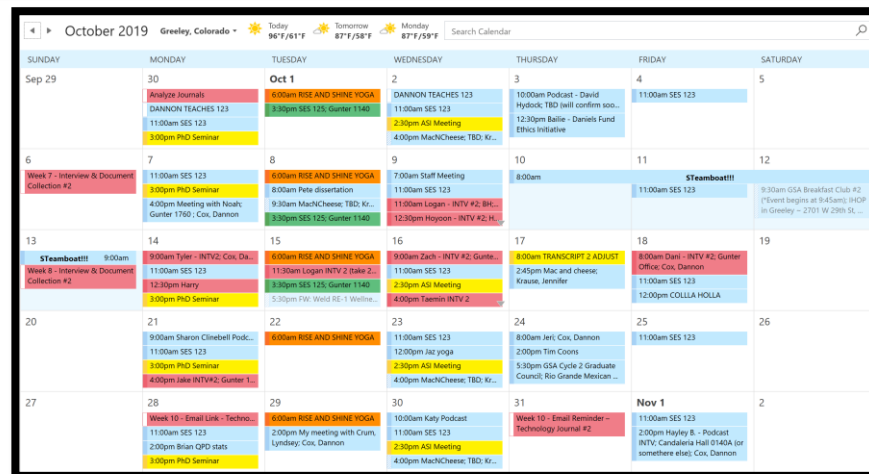 October 2019 Greeley, Colorado Today 96°F/61°F Tomorrow 87°F/58°F Monday 87°F/59°F Search Calendar
SUNDAY MONDAY TUESDAY WEDNESDAY THURSDAY FRIDAY SATURDAY
Sep 29
30
Analyze Journals
DANNON TEACHES 123
11:00am SES 123
3:00pm PhD Seminar
Oct 1
6:00am RISE AND SHINE YOGA
3:30pm SES 125; Gunter 1140
2
DANNON TEACHES 123
11:00am SES 123
2:30pm ASI Meeting
4:00pm MacNCheese; TBD; Kr...
3
10:00am Podcast - David
Hydock; TBD (will confirm soo...
12:30pm Bailie - Daniels Fund
Ethics Initiative
4
11:00am SES 123
5
6
Week 7 - Interview & Document
Collection #2
7
11:00am SES 123
3:00pm PhD Seminar
4:00pm Meeting with Noah;
Gunter 1760 ; Cox, Dannon
8
6:00am RISE AND SHINE YOGA
8:00am Pete dissertation
9:30am MacNCheese; TBD; Kr...
3:30pm SES 125; Gunter 1140
9
7:00am Staff Meeting
11:00am SES 123
11:00am Logan - INTV #2; BH;...
12:30pm Hoyoon - INTV #2; H...
10
8:00am STeamboat!!!
11
11:00am SES 123
12
9:30am GSA Breakfast Club #2
(*Event begins at 9:45am); IHOP
in Greeley ~ 2701 W 29th St, ...
13
STeamboat!!! 9:00am
Week 8 - Interview & Document
Collection #2
14
9:00am Tyler - INTV2; Cox, Da...
11:00am SES 123
12:30pm Harry
3:00pm PhD Seminar
15
6:00am RISE AND SHINE YOGA
11:30am Logan INTV 2 (take 2...
3:30pm SES 125; Gunter 1140
5:30pm FW: Weld RE-1 Wellne...
16
9:00am Zach - INTV #2; Gunte...
11:00am SES 123
2:30pm ASI Meeting
4:00pm Taemin INTV 2
17
8:00am TRANSCRIPT 2 ADJUST
2:45pm Mac and cheese;
Krause, Jennifer
18
8:00am Dani - INTV #2; Gunter
Office; Cox, Dannon
11:00am SES 123
12:00pm COLLLA HOLLA
19
20
21
9:00am Sharon Clinebell Podc...
11:00am SES 123
3:00pm PhD Seminar
4:00pm Jake INTV#2; Gunter 1...
22
6:00am RISE AND SHINE YOGA
23
11:00am SES 123
12:00pm Jaz yoga
2:30pm ASI Meeting
4:00pm MacNCheese; TBD; Kr...
24
8:00am Jeri; Cox, Dannon
2:00pm Tim Coons
5:30pm GSA Cycle 2 Graduate
Council; Rio Grande Mexican ...
25
11:00am SES 123
26
27
28
Week 10 - Email Link - Techno...
11:00am SES 123
2:00pm Brian QPD stats
3:00pm PhD Seminar
29
6:00am RISE AND SHINE YOGA
2:00pm My meeting with Crum,
Lyndsey; Cox, Dannon
30
10:00am Katy Podcast
11:00am SES 123
2:30pm ASI Meeting
4:00pm MacNCheese; TBD; Kr...
31
Week 10 - Email Reminder ~
Technology Journal #2
Nov 1
11:00am SES 123
2:00pm Hayley B. - Podcast
INTV; Candaleria Hall 0140A (or
somethere else); Cox, Dannon
2